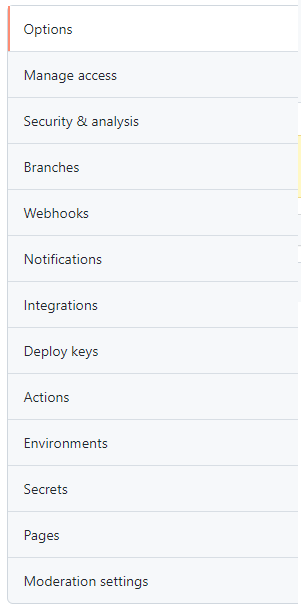 Options
Manage access
Security & analysis
Branches
Webhooks
Notifications
Integrations
Deploy keys
Actions
Environments
Secrets
Pages
Moderation settings